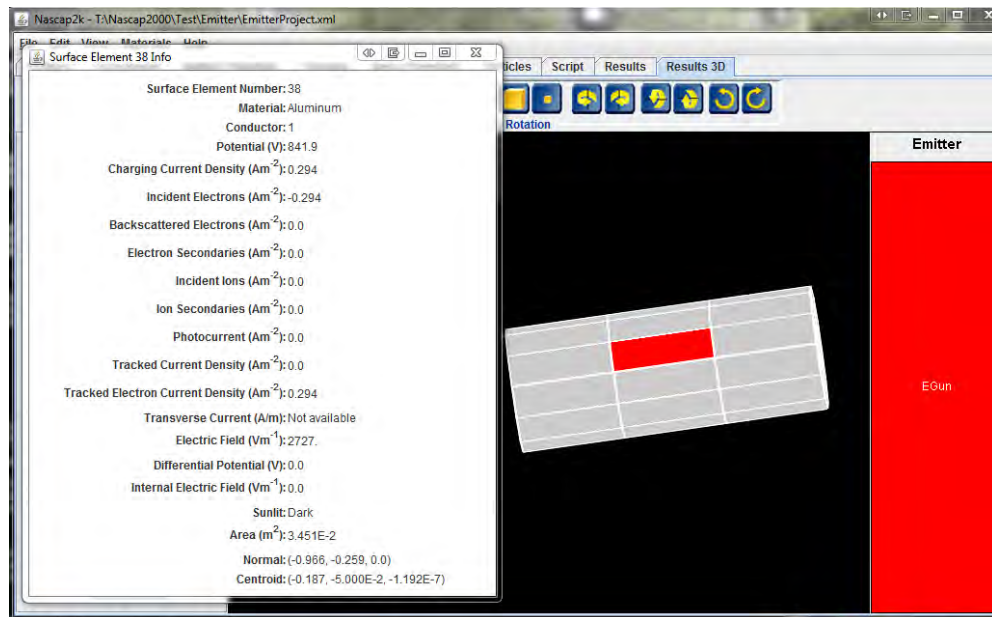 Nascap2k - T:\Nascap2000\Test\Emitter\EmitterProject.xml
File Edit View Materials Help
Surface Element 38 Info
Script Results Results 3D
Rotation
Emitter
EGun
Surface Element Number: 38
Material: Aluminum
Conductor: 1
Potential (V): 841.9
Charging Current Density (Am⁻²): 0.294
Incident Electrons (Am⁻²): -0.294
Backscattered Electrons (Am⁻²): 0.0
Electron Secondaries (Am⁻²): 0.0
Incident Ions (Am⁻²): 0.0
Ion Secondaries (Am⁻²): 0.0
Photocurrent (Am⁻²): 0.0
Tracked Current Density (Am⁻²): 0.0
Tracked Electron Current Density (Am⁻²): 0.294
Transverse Current (A/m): Not available
Electric Field (Vm⁻¹): 2727.
Differential Potential (V): 0.0
Internal Electric Field (Vm⁻¹): 0.0
Sunlit: Dark
Area (m²): 3.451E-2
Normal: (-0.966, -0.259, 0.0)
Centroid: (-0.187, -5.000E-2, -1.192E-7)